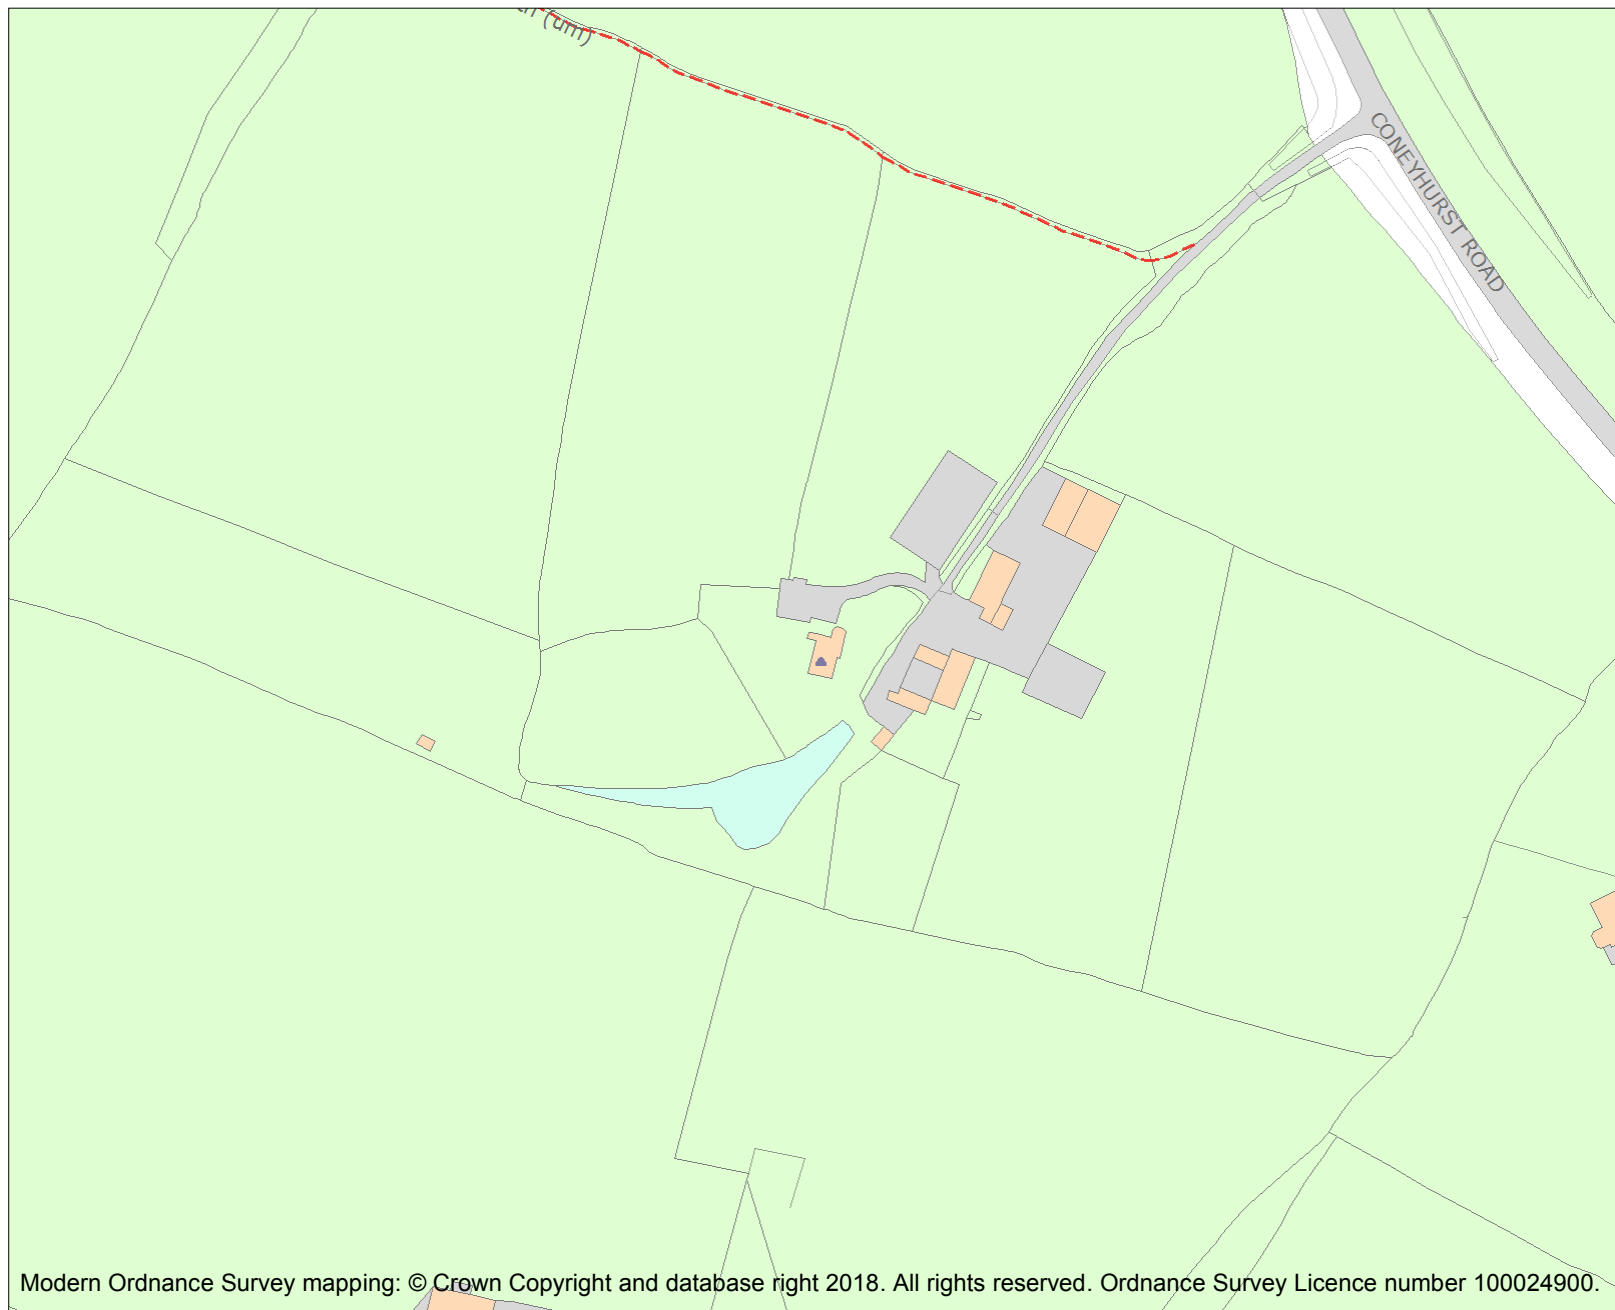 (um)
CONEYHURST ROAD
Modern Ordnance Survey mapping: © Crown Copyright and database right 2018. All rights reserved. Ordnance Survey Licence number 100024900.